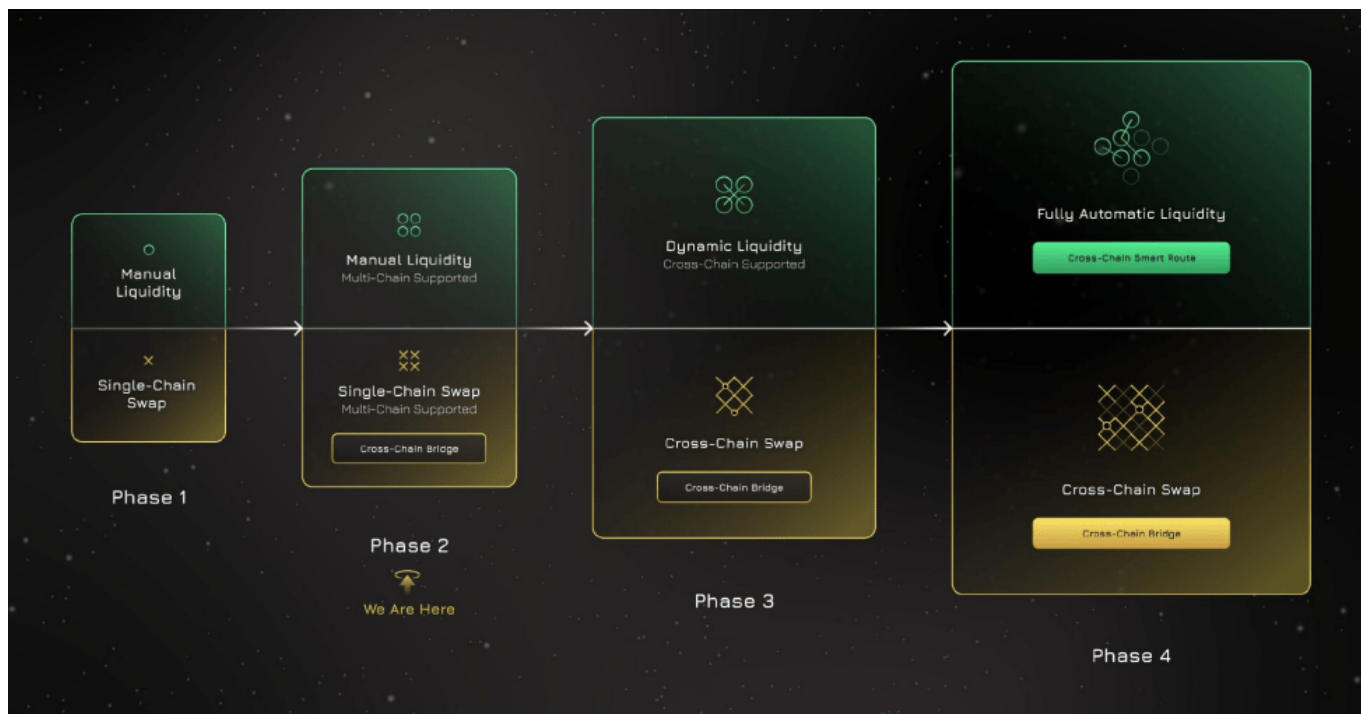 Manual
Liquidity
Single-Chain
Swap
Phase 1
Manual Liquidity
Multi-Chain Supported
Single-Chain Swap
Multi-Chain Supported
Cross-Chain Bridge
Phase 2
We Are Here
Dynamic Liquidity
Cross-Chain Supported
Cross-Chain Swap
Cross-Chain Bridge
Phase 3
Fully Automatic Liquidity
Cross-Chain Smart Route
Cross-Chain Swap
Cross-Chain Bridge
Phase 4